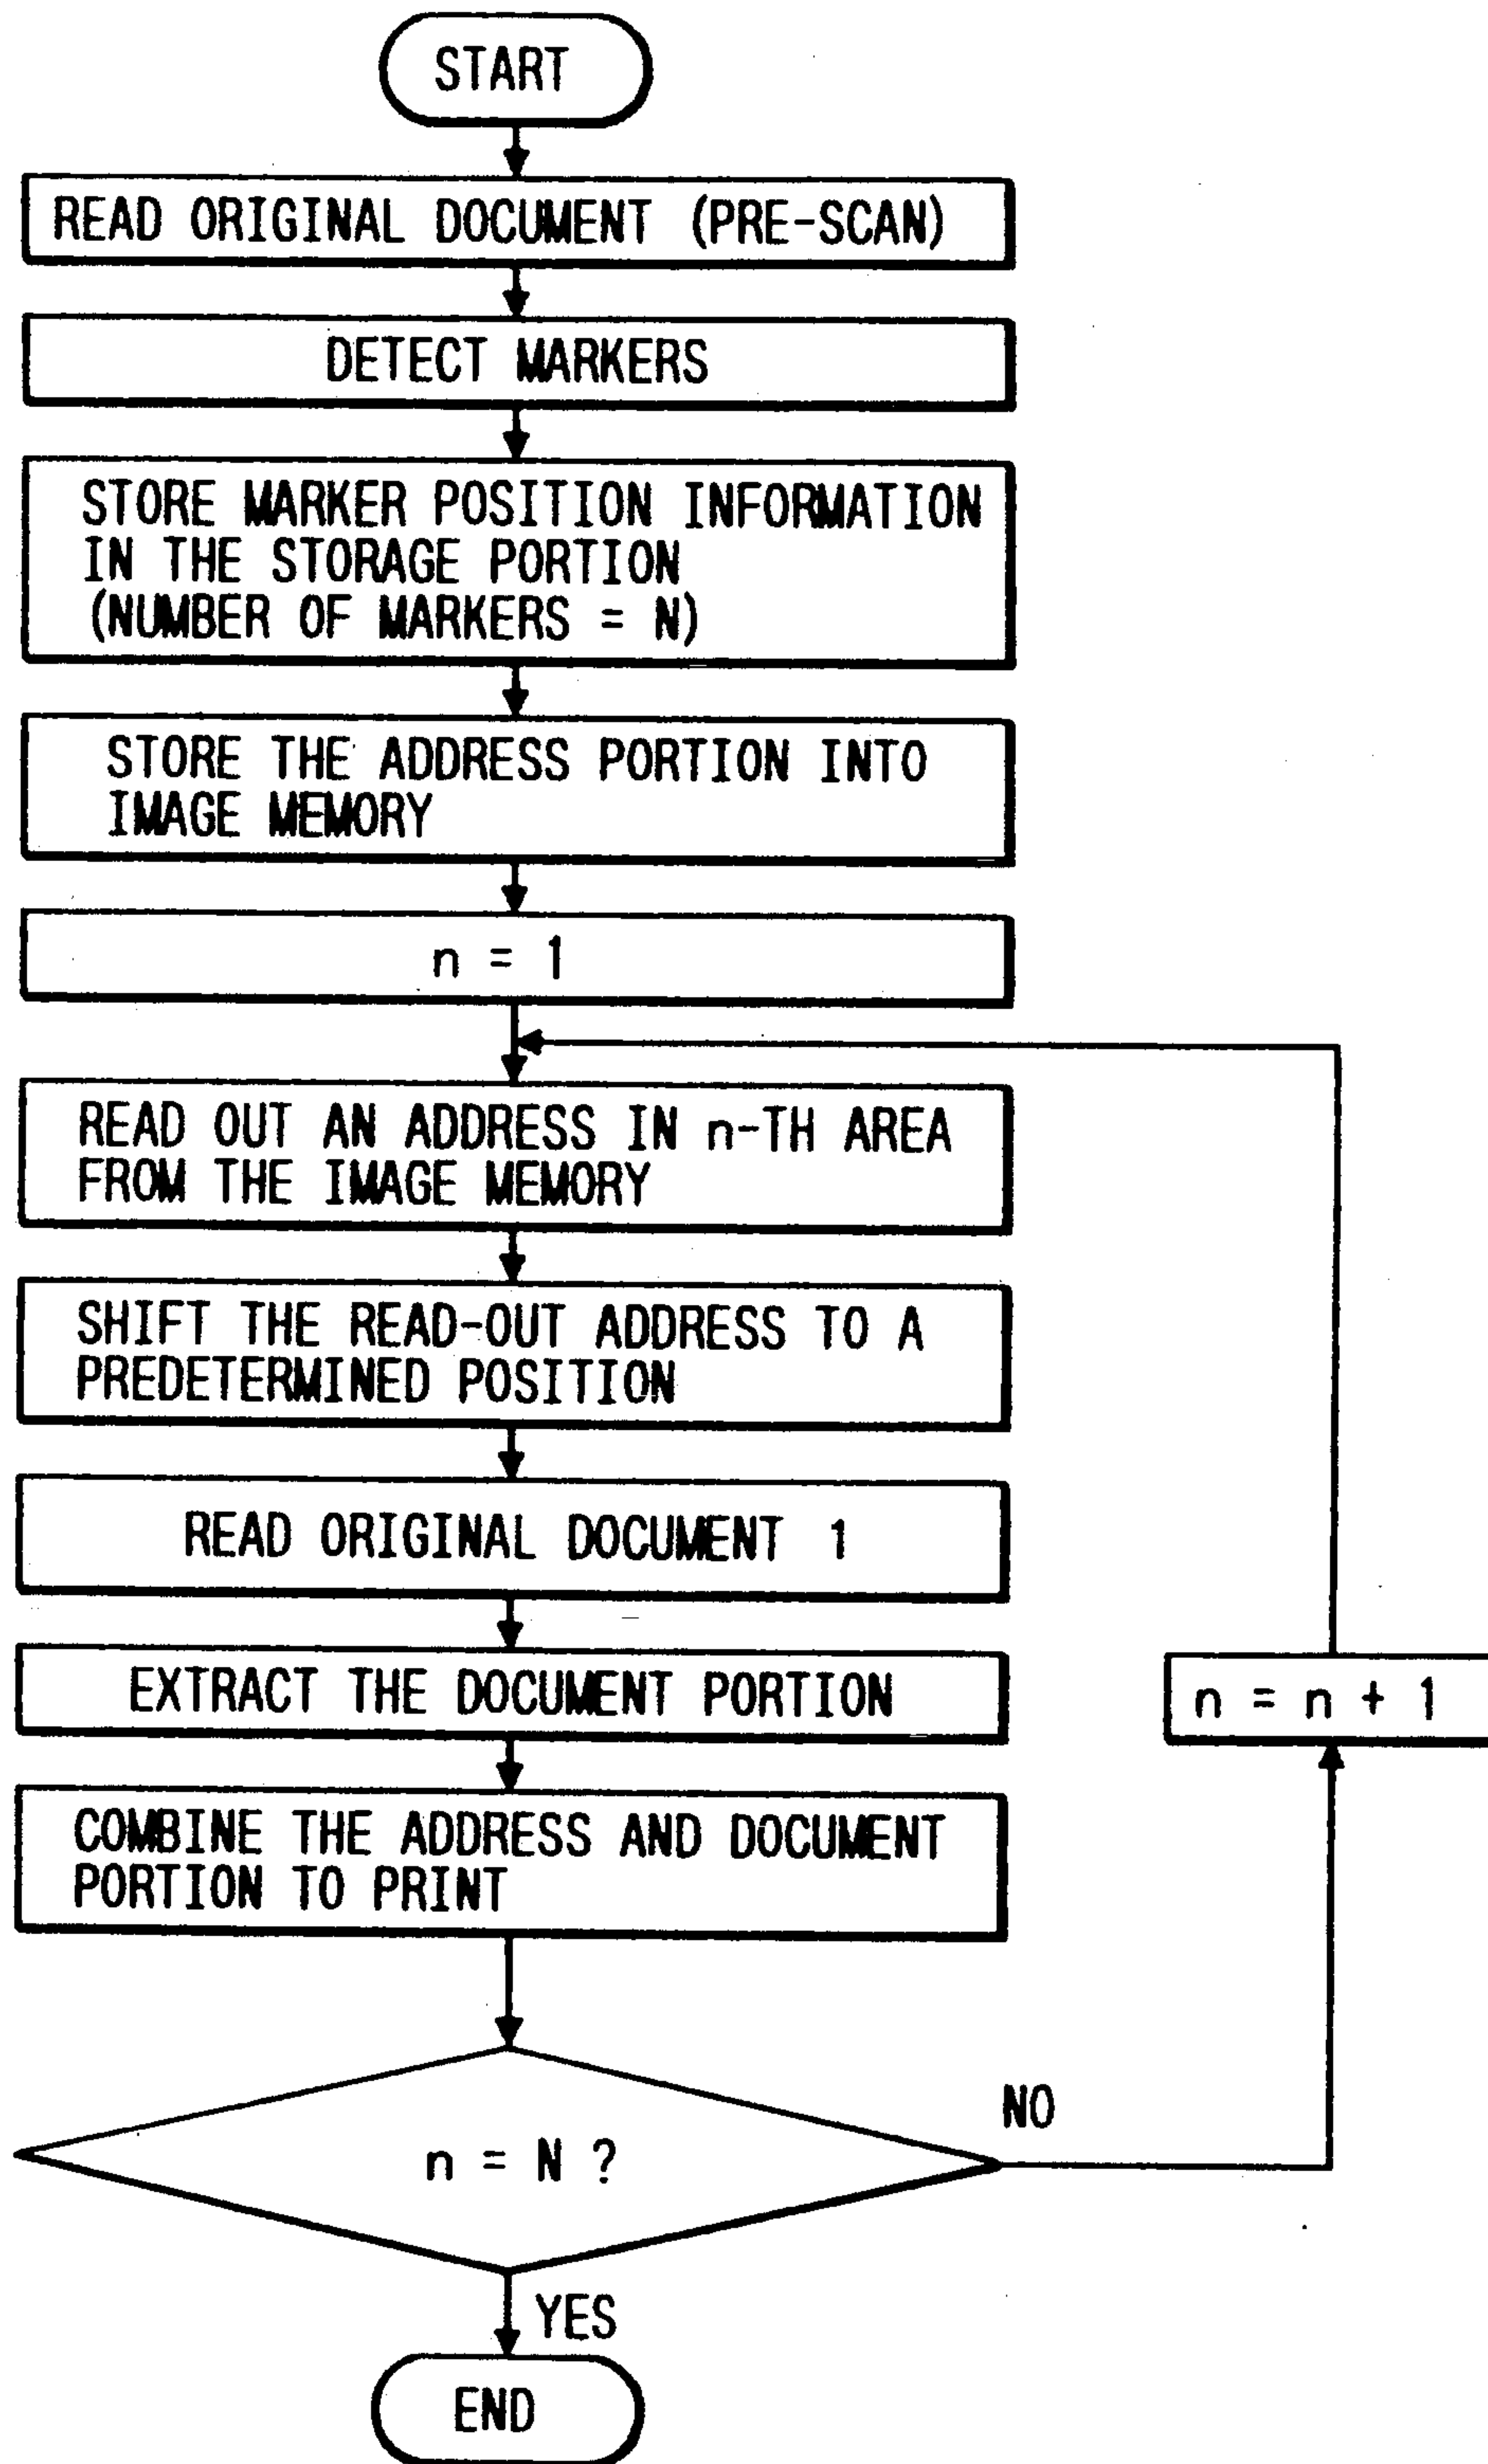 START
READ ORIGINAL DOCUMENT (PRE-SCAN)
DETECT MARKERS
STORE MARKER POSITION INFORMATION
IN THE STORAGE PORTION
(NUMBER OF MARKERS = N)
STORE THE ADDRESS PORTION INTO
IMAGE MEMORY
n = 1
READ OUT AN ADDRESS IN n-TH AREA
FROM THE IMAGE MEMORY
SHIFT THE READ-OUT ADDRESS TO A
PREDETERMINED POSITION
READ ORIGINAL DOCUMENT 1
EXTRACT THE DOCUMENT PORTION
n = n + 1
COMBINE THE ADDRESS AND DOCUMENT
PORTION TO PRINT
NO
n = N ?
YES
END